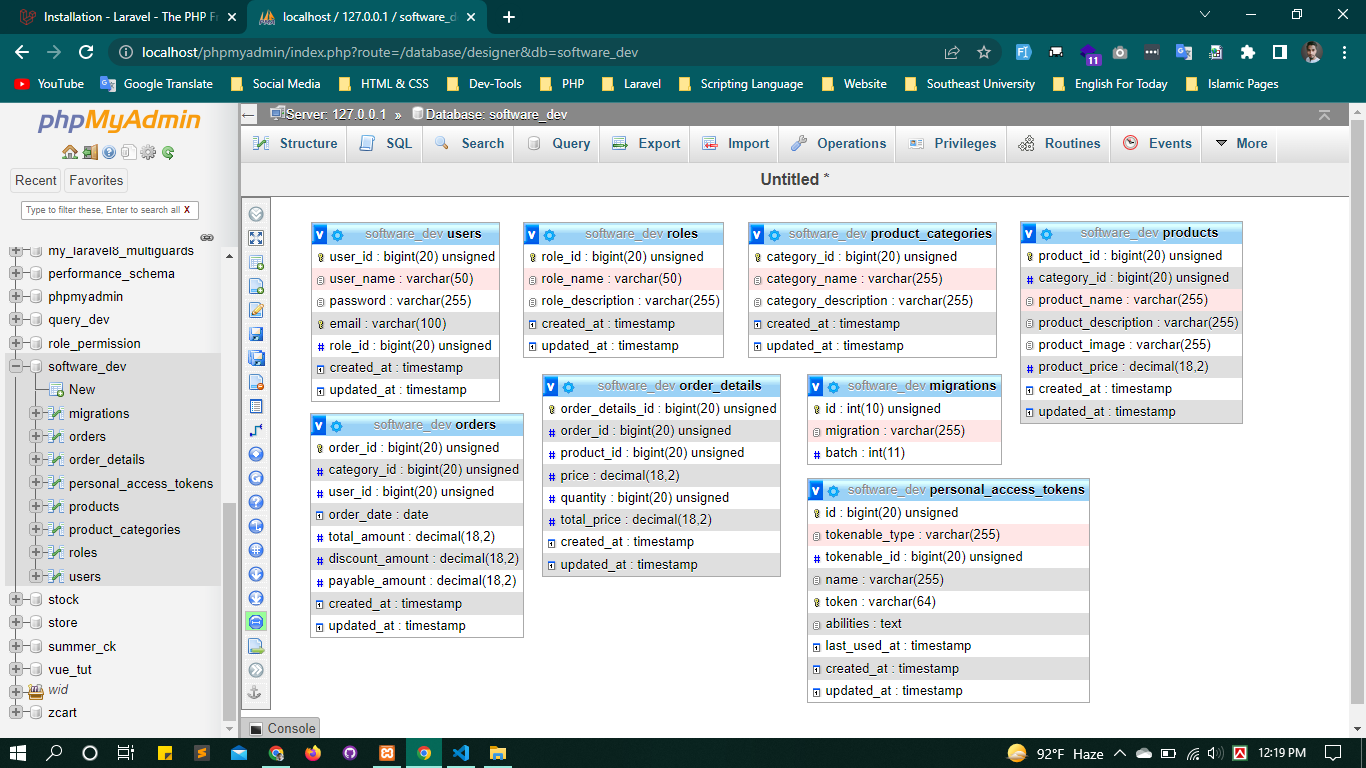 Installation - Laravel - The PHP Fr
localhost / 127.0.0.1 / software_d
localhost/phpmyadmin/index.php?route=/database/designer&db=software_dev
11
YouTube
Google Translate
Social Media
HTML & CSS
Dev-Tools
PHP
Laravel
Scripting Language
Website
Southeast University
English For Today
Islamic Pages
phpMyAdmin
Recent
Favorites
Type to filter these, Enter to search all X
my_laravel8_multiguards
performance_schema
phpmyadmin
query_dev
role_permission
software_dev
New
migrations
orders
order_details
personal_access_tokens
products
product_categories
roles
users
stock
store
summer_ck
vue_tut
wid
zcart
Server: 127.0.0.1 » Database: software_dev
Structure
SQL
Search
Query
Export
Import
Operations
Privileges
Routines
Events
More
Untitled *
software_dev users
user_id : bigint(20) unsigned
user_name : varchar(50)
password : varchar(255)
email : varchar(100)
role_id : bigint(20) unsigned
created_at : timestamp
updated_at : timestamp
software_dev roles
role_id : bigint(20) unsigned
role_name : varchar(50)
role_description : varchar(255)
created_at : timestamp
updated_at : timestamp
software_dev product_categories
category_id : bigint(20) unsigned
category_name : varchar(255)
category_description : varchar(255)
created_at : timestamp
updated_at : timestamp
software_dev products
product_id : bigint(20) unsigned
category_id : bigint(20) unsigned
product_name : varchar(255)
product_description : varchar(255)
product_image : varchar(255)
product_price : decimal(18,2)
created_at : timestamp
updated_at : timestamp
software_dev orders
order_id : bigint(20) unsigned
category_id : bigint(20) unsigned
user_id : bigint(20) unsigned
order_date : date
total_amount : decimal(18,2)
discount_amount : decimal(18,2)
payable_amount : decimal(18,2)
created_at : timestamp
updated_at : timestamp
software_dev order_details
order_details_id : bigint(20) unsigned
order_id : bigint(20) unsigned
product_id : bigint(20) unsigned
price : decimal(18,2)
quantity : bigint(20) unsigned
total_price : decimal(18,2)
created_at : timestamp
updated_at : timestamp
software_dev migrations
id : int(10) unsigned
migration : varchar(255)
batch : int(11)
software_dev personal_access_tokens
id : bigint(20) unsigned
tokenable_type : varchar(255)
tokenable_id : bigint(20) unsigned
name : varchar(255)
token : varchar(64)
abilities : text
last_used_at : timestamp
created_at : timestamp
updated_at : timestamp
Console
92°F Haze
12:19 PM